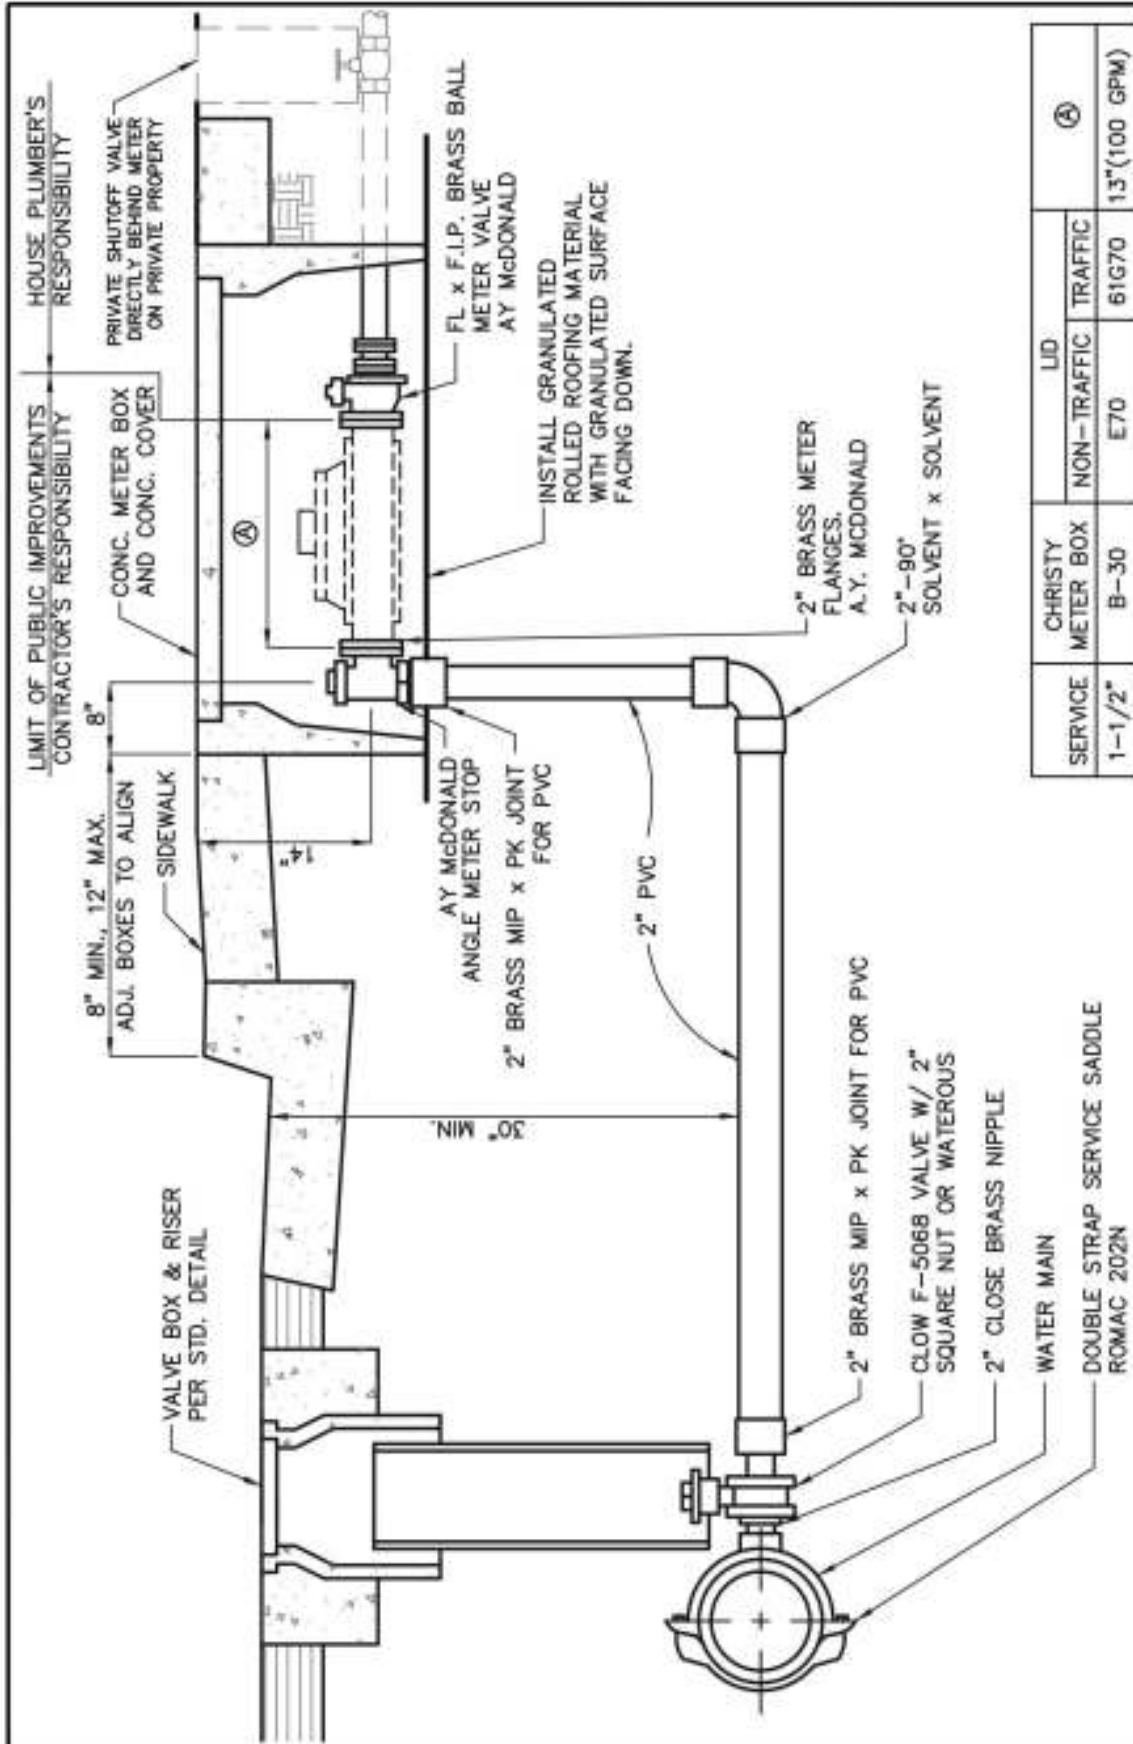 LIMIT OF PUBLIC IMPROVEMENTS
CONTRACTOR'S RESPONSIBILITY
HOUSE PLUMBER'S
RESPONSIBILITY
8" MIN., 12" MAX.
ADJ. BOXES TO ALIGN
8"
SIDEWALK
CONC. METER BOX
AND CONC. COVER
PRIVATE SHUTOFF VALVE
DIRECTLY BEHIND METER
ON PRIVATE PROPERTY
VALVE BOX & RISER
PER STD. DETAIL
14"
A
30" MIN.
AY McDONALD
ANGLE METER STOP
2" BRASS MIP x PK JOINT
FOR PVC
FL x F.I.P. BRASS BALL
METER VALVE
AY McDONALD
INSTALL GRANULATED
ROLLED ROOFING MATERIAL
WITH GRANULATED SURFACE
FACING DOWN.
2" PVC
2" BRASS METER
FLANGES.
A.Y. MCDONALD
2"-90°
SOLVENT x SOLVENT
2" BRASS MIP x PK JOINT FOR PVC
CLOW F-5068 VALVE W/ 2"
SQUARE NUT OR WATEROUS
2" CLOSE BRASS NIPPLE
WATER MAIN
DOUBLE STRAP SERVICE SADDLE
ROMAC 202N
SERVICE CHRISTY METER BOX LID NON-TRAFFIC TRAFFIC A
1-1/2" B-30 E70 61G70 13"(100 GPM)